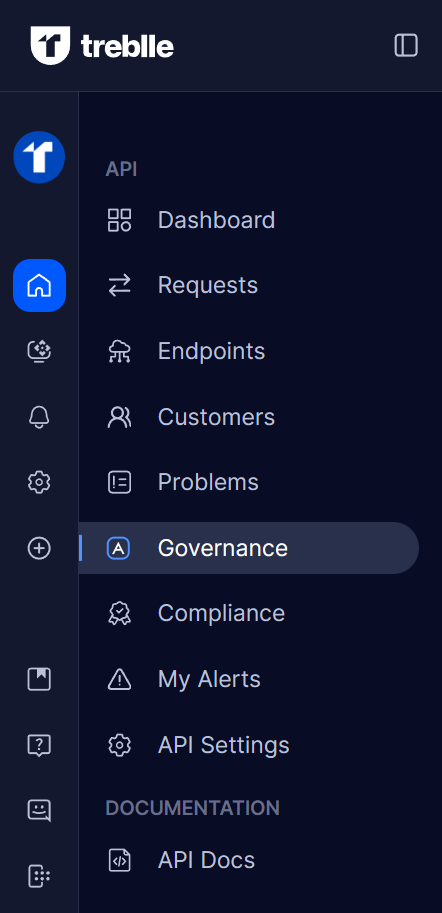 treblle
API
Dashboard
Requests
Endpoints
Customers
Problems
Governance
Compliance
My Alerts
API Settings
DOCUMENTATION
API Docs